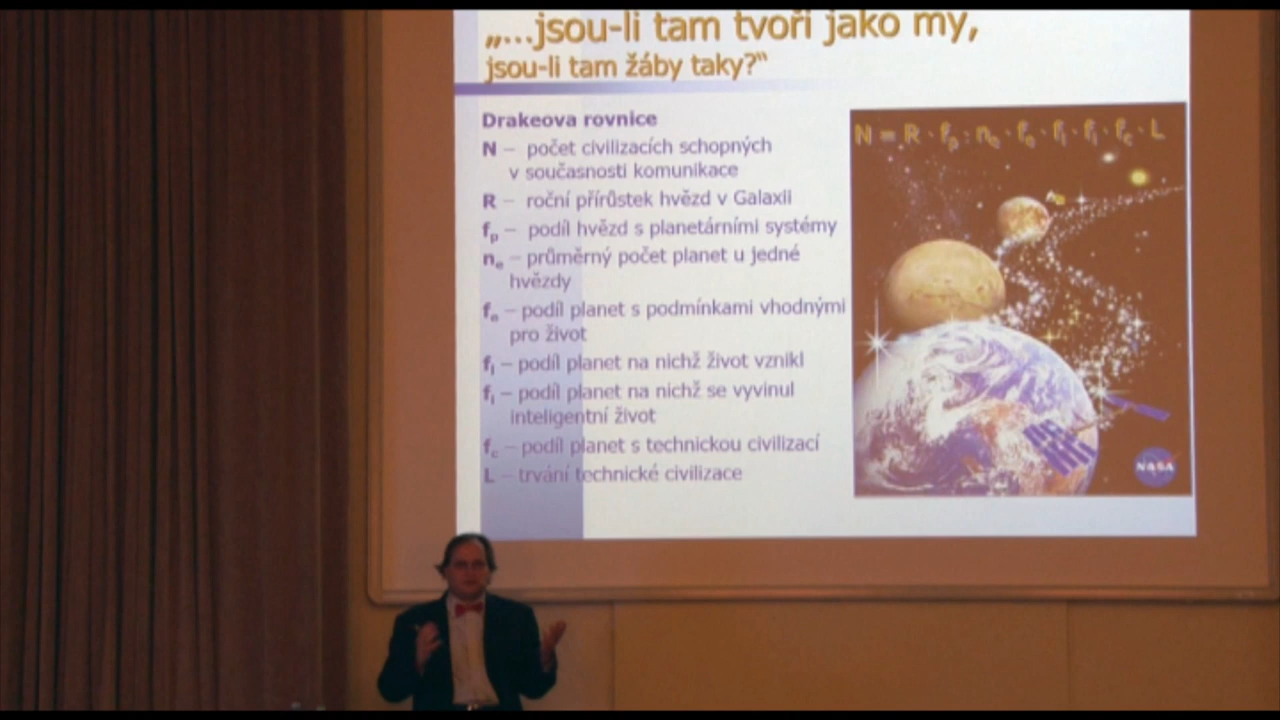 „...jsou-li tam tvoři jako my,
jsou-li tam žáby taky?“
Drakeova rovnice
N – počet civilizacích schopných
v současnosti komunikace
R – roční přírůstek hvězd v Galaxii
fp – podíl hvězd s planetárními systémy
ne – průměrný počet planet u jedné
hvězdy
fe – podíl planet s podmínkami vhodnými
pro život
fl – podíl planet na nichž život vznikl
fi – podíl planet na nichž se vyvinul
inteligentní život
fc – podíl planet s technickou civilizací
L – trvání technické civilizace
N = R · fp · ne · fe · fl · fi · fc · L
NASA